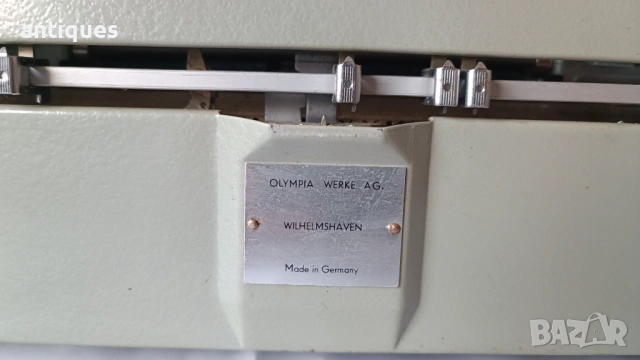 antiques
OLYMPIA WERKE AG.
WILHELMSHAVEN
Made in Germany
BAZAR